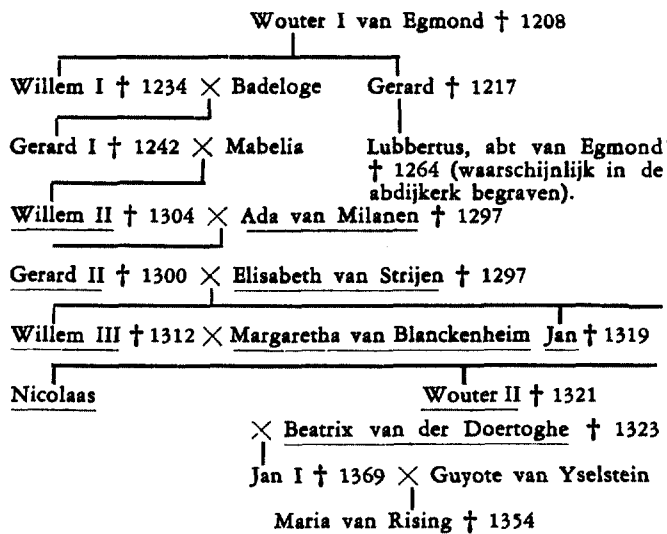 Wouter I van Egmond † 1208
Willem I † 1234 × Badeloge Gerard † 1217
Gerard I † 1242 × Mabelia Lubbertus, abt van Egmond
† 1264 (waarschijnlijk in de
abdijkerk begraven).
Willem II † 1304 × Ada van Milanen † 1297
Gerard II † 1300 × Elisabeth van Strijen † 1297
Willem III † 1312 × Margaretha van Blanckenheim Jan † 1319
Nicolaas Wouter II † 1321
× Beatrix van der Doertoghe † 1323
Jan I † 1369 × Guyote van Yselstein
Maria van Rising † 1354